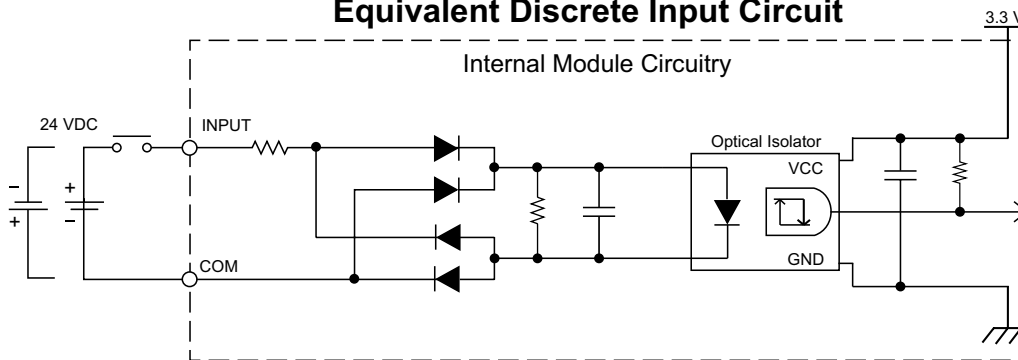 Equivalent Discrete Input Circuit
3.3 V
Internal Module Circuitry
24 VDC
INPUT
Optical Isolator
VCC
−
+
+
−
GND
COM